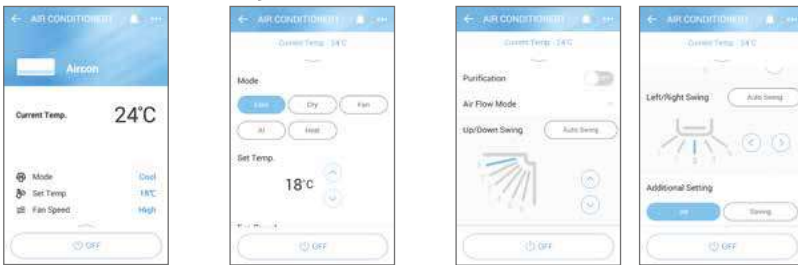 AIR CONDITIONER
Aircon
Current Temp. 24°C
Mode Cool
Set Temp. 18°C
Fan Speed High
OFF
AIR CONDITIONER
Current Temp : 24°C
Mode
Cool Dry Fan
AI Heat
Set Temp.
18°C
OFF
AIR CONDITIONER
Current Temp : 24°C
Purification
Air Flow Mode
Up/Down Swing Auto Swing
OFF
AIR CONDITIONER
Current Temp : 24°C
Left/Right Swing Auto Swing
Additional Setting
Saving
OFF